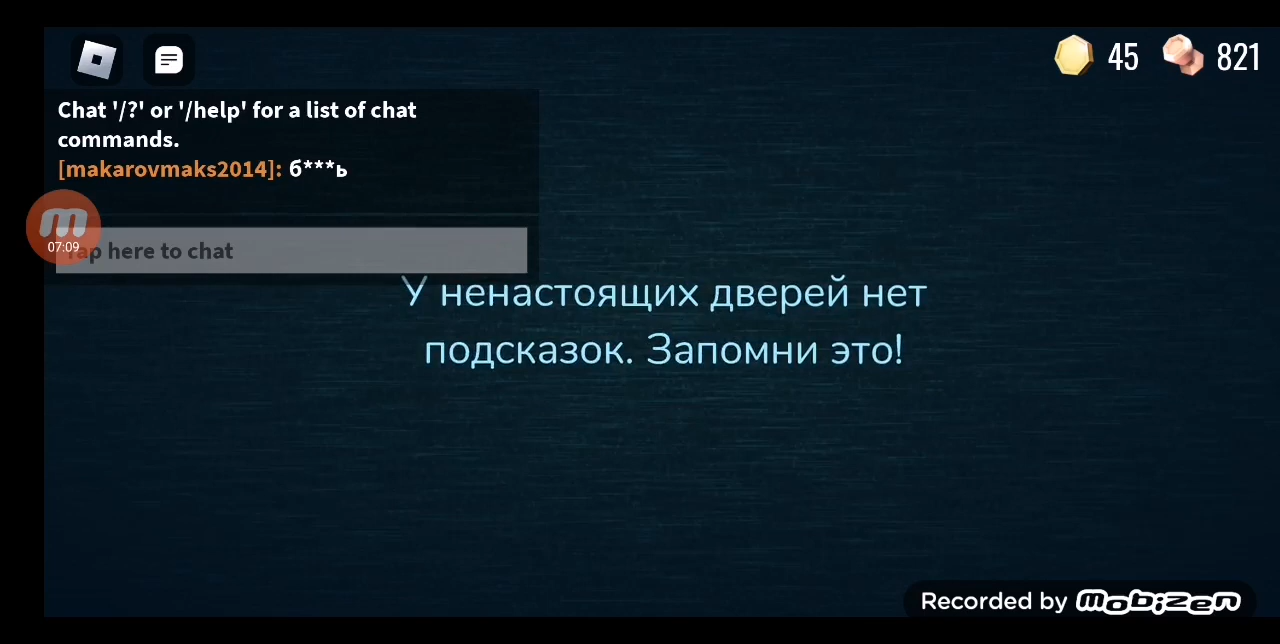 45
821
Chat '/?' or '/help' for a list of chat
commands.
[makarovmaks2014]: б***ь
07:09
Tap here to chat
У ненастоящих дверей нет
подсказок. Запомни это!
Recorded by mobizen